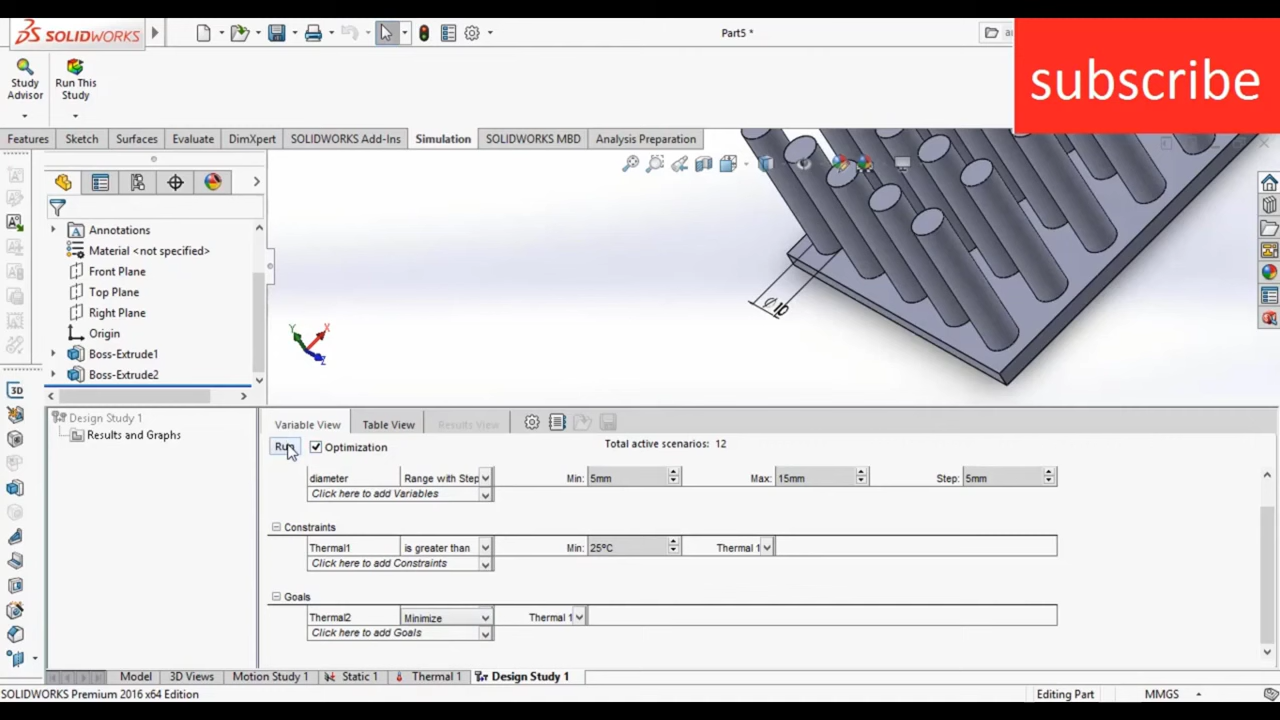 SOLIDWORKS
Part5 *
subscribe
Study Advisor
Run This Study
Features Sketch Surfaces Evaluate DimXpert SOLIDWORKS Add-Ins Simulation SOLIDWORKS MBD Analysis Preparation
Annotations
Material <not specified>
Front Plane
Top Plane
Right Plane
Origin
Boss-Extrude1
Boss-Extrude2
Y X Z
Design Study 1
Results and Graphs
Variable View Table View Results View
Run Optimization Total active scenarios: 12
diameter Range with Step Min: 5mm Max: 15mm Step: 5mm
Click here to add Variables
Constraints
Thermal1 is greater than Min: 25ºC Thermal 1
Click here to add Constraints
Goals
Thermal2 Minimize Thermal 1
Click here to add Goals
Model 3D Views Motion Study 1 Static 1 Thermal 1 Design Study 1
SOLIDWORKS Premium 2016 x64 Edition Editing Part MMGS